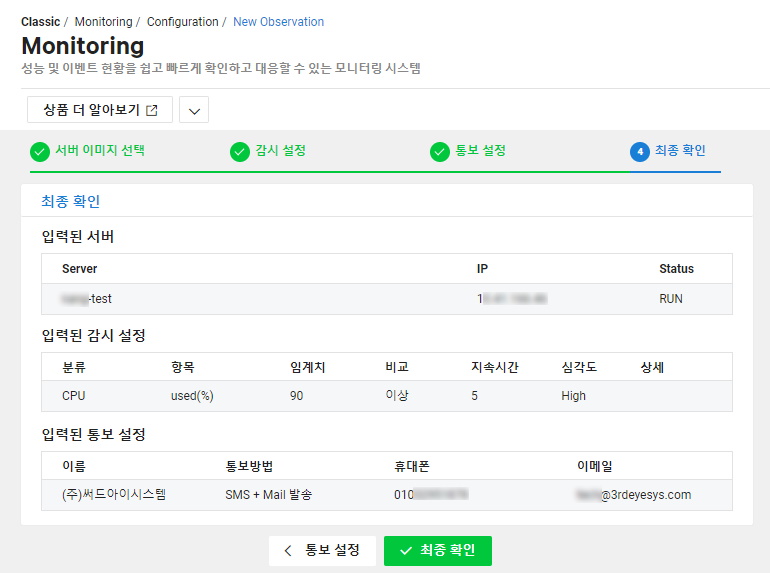 Classic / Monitoring / Configuration / New Observation
Monitoring
성능 및 이벤트 현황을 쉽고 빠르게 확인하고 대응할 수 있는 모니터링 시스템
상품 더 알아보기
서버 이미지 선택 감시 설정 통보 설정 4 최종 확인
최종 확인
입력된 서버
Server IP Status
-test 1 RUN
입력된 감시 설정
분류 항목 임계치 비교 지속시간 심각도 상세
CPU used(%) 90 이상 5 High
입력된 통보 설정
이름 통보방법 휴대폰 이메일
(주)써드아이시스템 SMS + Mail 발송 010 @3rdeyesys.com
통보 설정 최종 확인